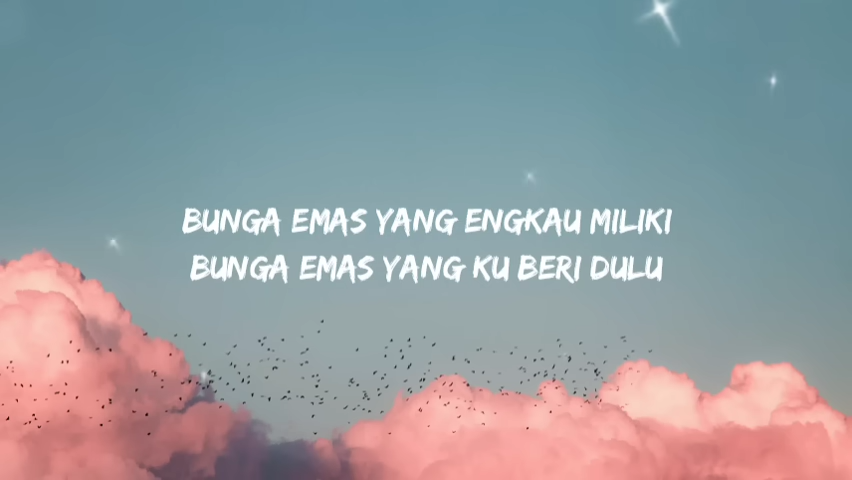 BUNGA EMAS YANG ENGKAU MILIKI
BUNGA EMAS YANG KU BERI DULU